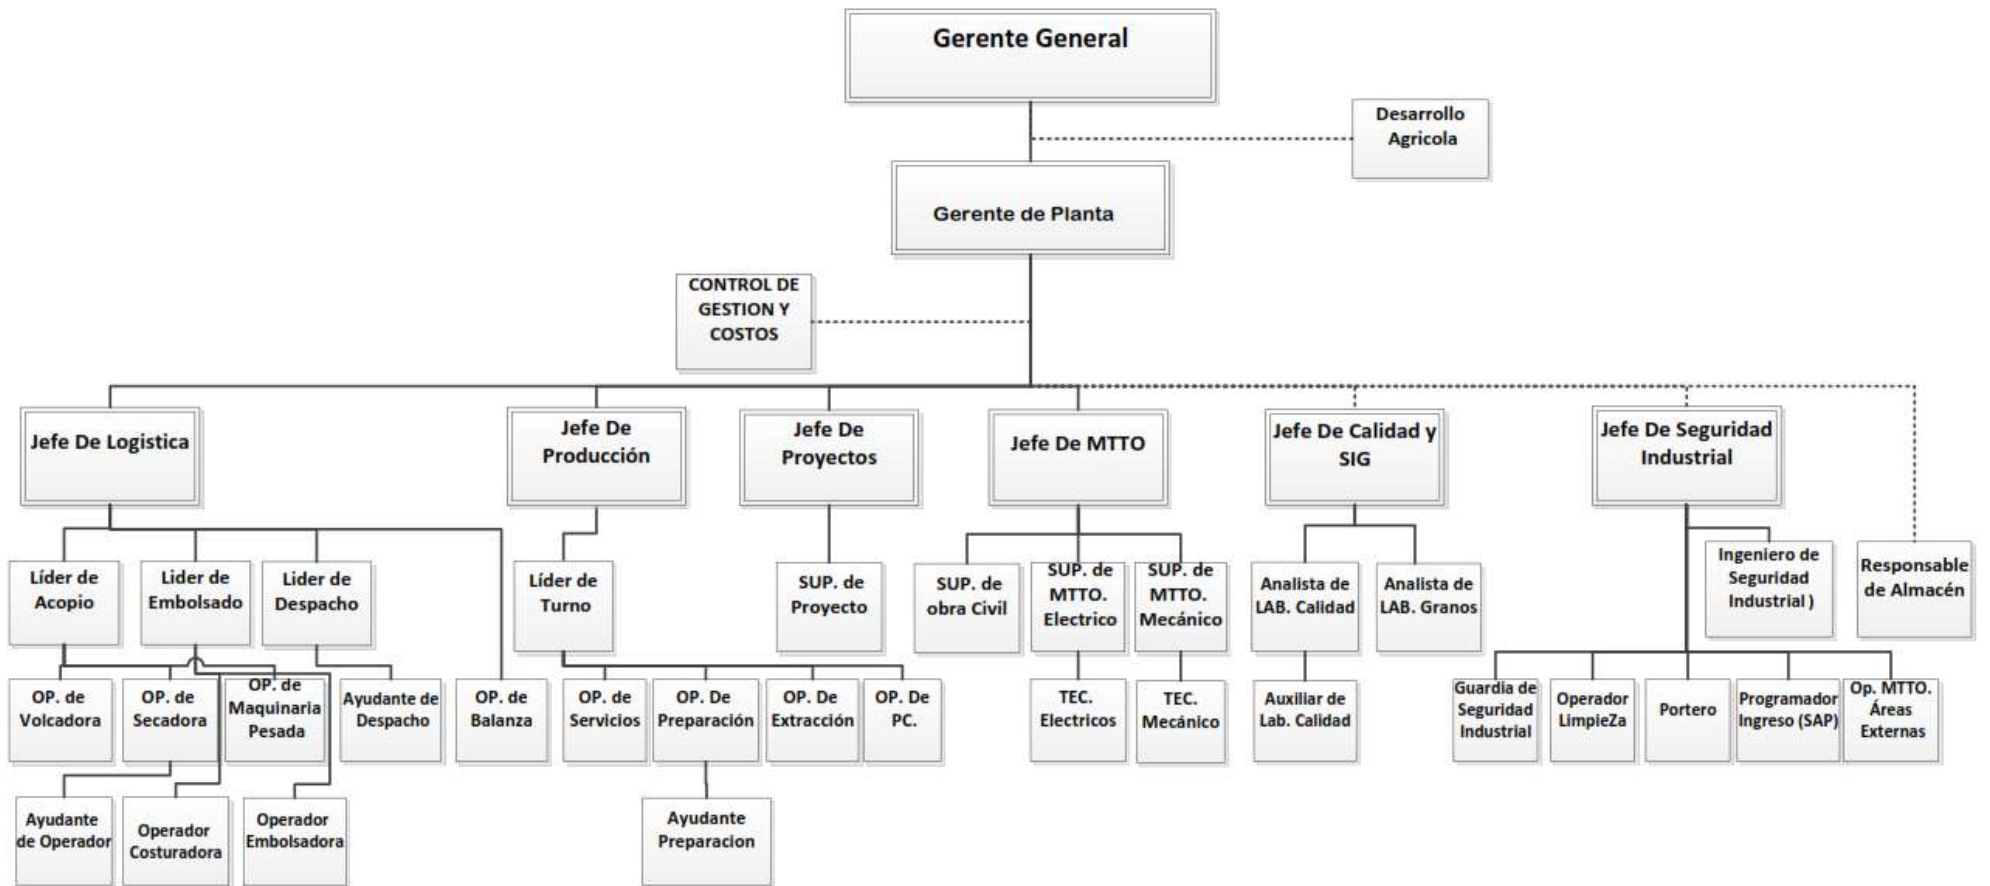 Gerente General
Desarrollo
Agricola
Gerente de Planta
CONTROL DE
GESTION Y
COSTOS
Jefe De Logistica
Jefe De
Producción
Jefe De
Proyectos
Jefe De MTTO
Jefe De Calidad y
SIG
Jefe De Seguridad
Industrial
Líder de
Acopio
Lider de
Embolsado
Lider de
Despacho
Líder de
Turno
SUP. de
Proyecto
SUP. de
obra Civil
SUP. de
MTTO.
Electrico
SUP. de
MTTO.
Mecánico
Analista de
LAB. Calidad
Analista de
LAB. Granos
Ingeniero de
Seguridad
Industrial )
Responsable
de Almacén
OP. de
Volcadora
OP. de
Secadora
OP. de
Maquinaria
Pesada
Ayudante de
Despacho
OP. de
Balanza
OP. de
Servicios
OP. De
Preparación
OP. De
Extracción
OP. De
PC.
TEC.
Electricos
TEC.
Mecánico
Auxiliar de
Lab. Calidad
Guardia de
Seguridad
Industrial
Operador
LimpieZa
Portero
Programador
Ingreso (SAP)
Op. MTTO.
Áreas
Externas
Ayudante
de Operador
Operador
Costuradora
Operador
Embolsadora
Ayudante
Preparacion